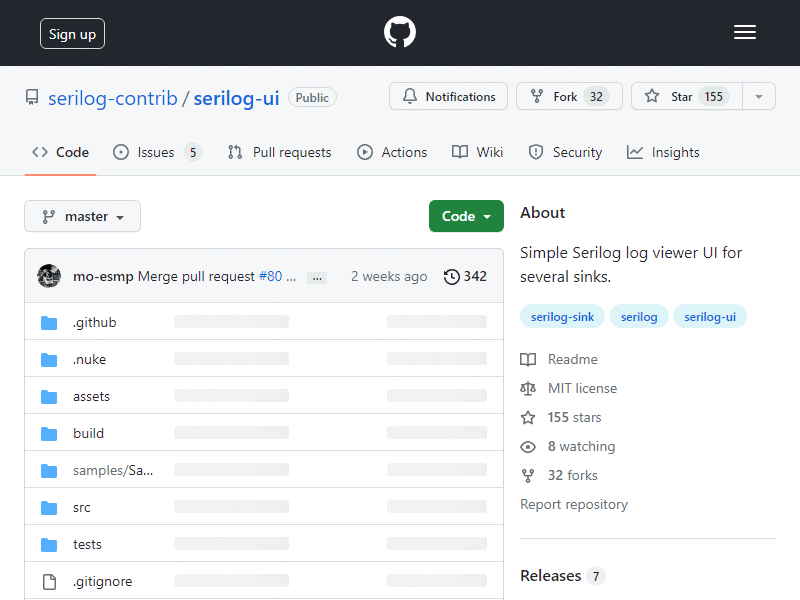 Sign up
serilog-contrib / serilog-ui Public
Notifications Fork 32 Star 155
Code Issues 5 Pull requests Actions Wiki Security Insights
master Code
mo-esmp Merge pull request #80 ... ... 2 weeks ago 342
.github
.nuke
assets
build
samples/Sa...
src
tests
.gitignore
About
Simple Serilog log viewer UI for
several sinks.
serilog-sink serilog serilog-ui
Readme
MIT license
155 stars
8 watching
32 forks
Report repository
Releases 7